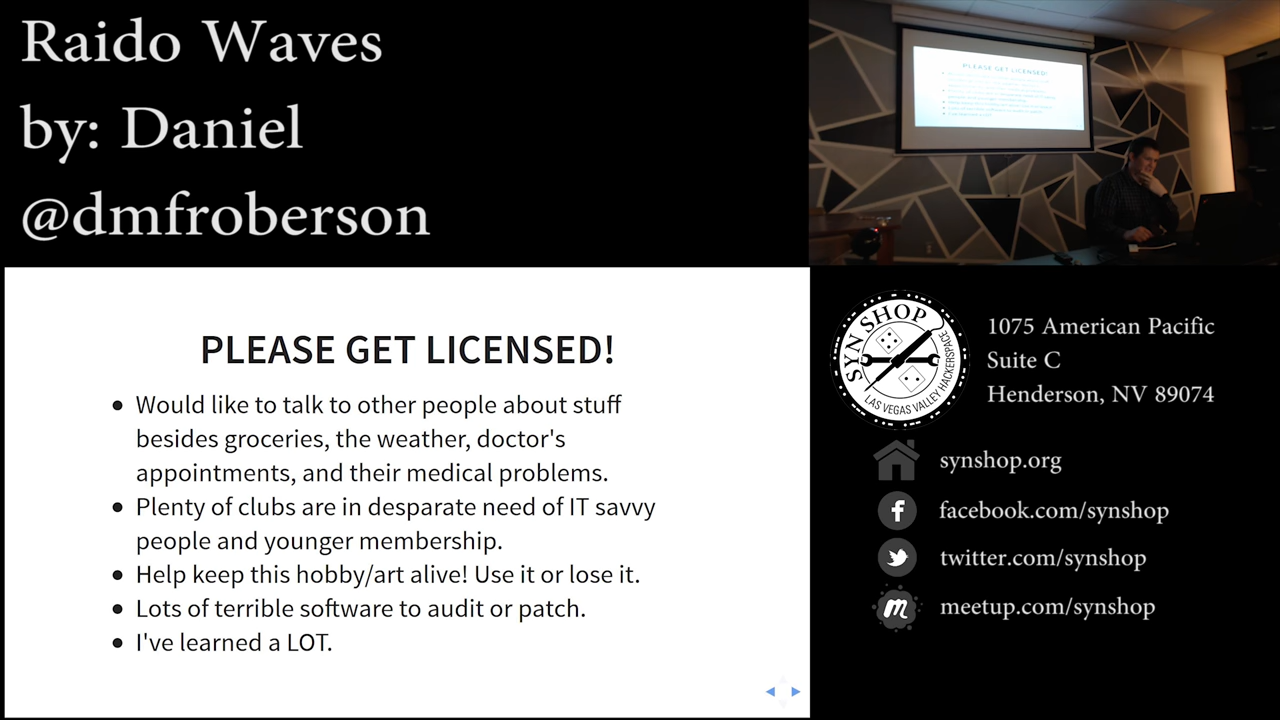 Raido Waves
by: Daniel
@dmfroberson
PLEASE GET LICENSED!
PLEASE GET LICENSED!
Would like to talk to other people about stuff
besides groceries, the weather, doctor's
appointments, and their medical problems.
Plenty of clubs are in desparate need of IT savvy
people and younger membership.
Help keep this hobby/art alive! Use it or lose it.
Lots of terrible software to audit or patch.
I've learned a LOT.
SYN SHOP
LAS VEGAS VALLEY HACKERSPACE
1075 American Pacific
Suite C
Henderson, NV 89074
synshop.org
facebook.com/synshop
twitter.com/synshop
meetup.com/synshop